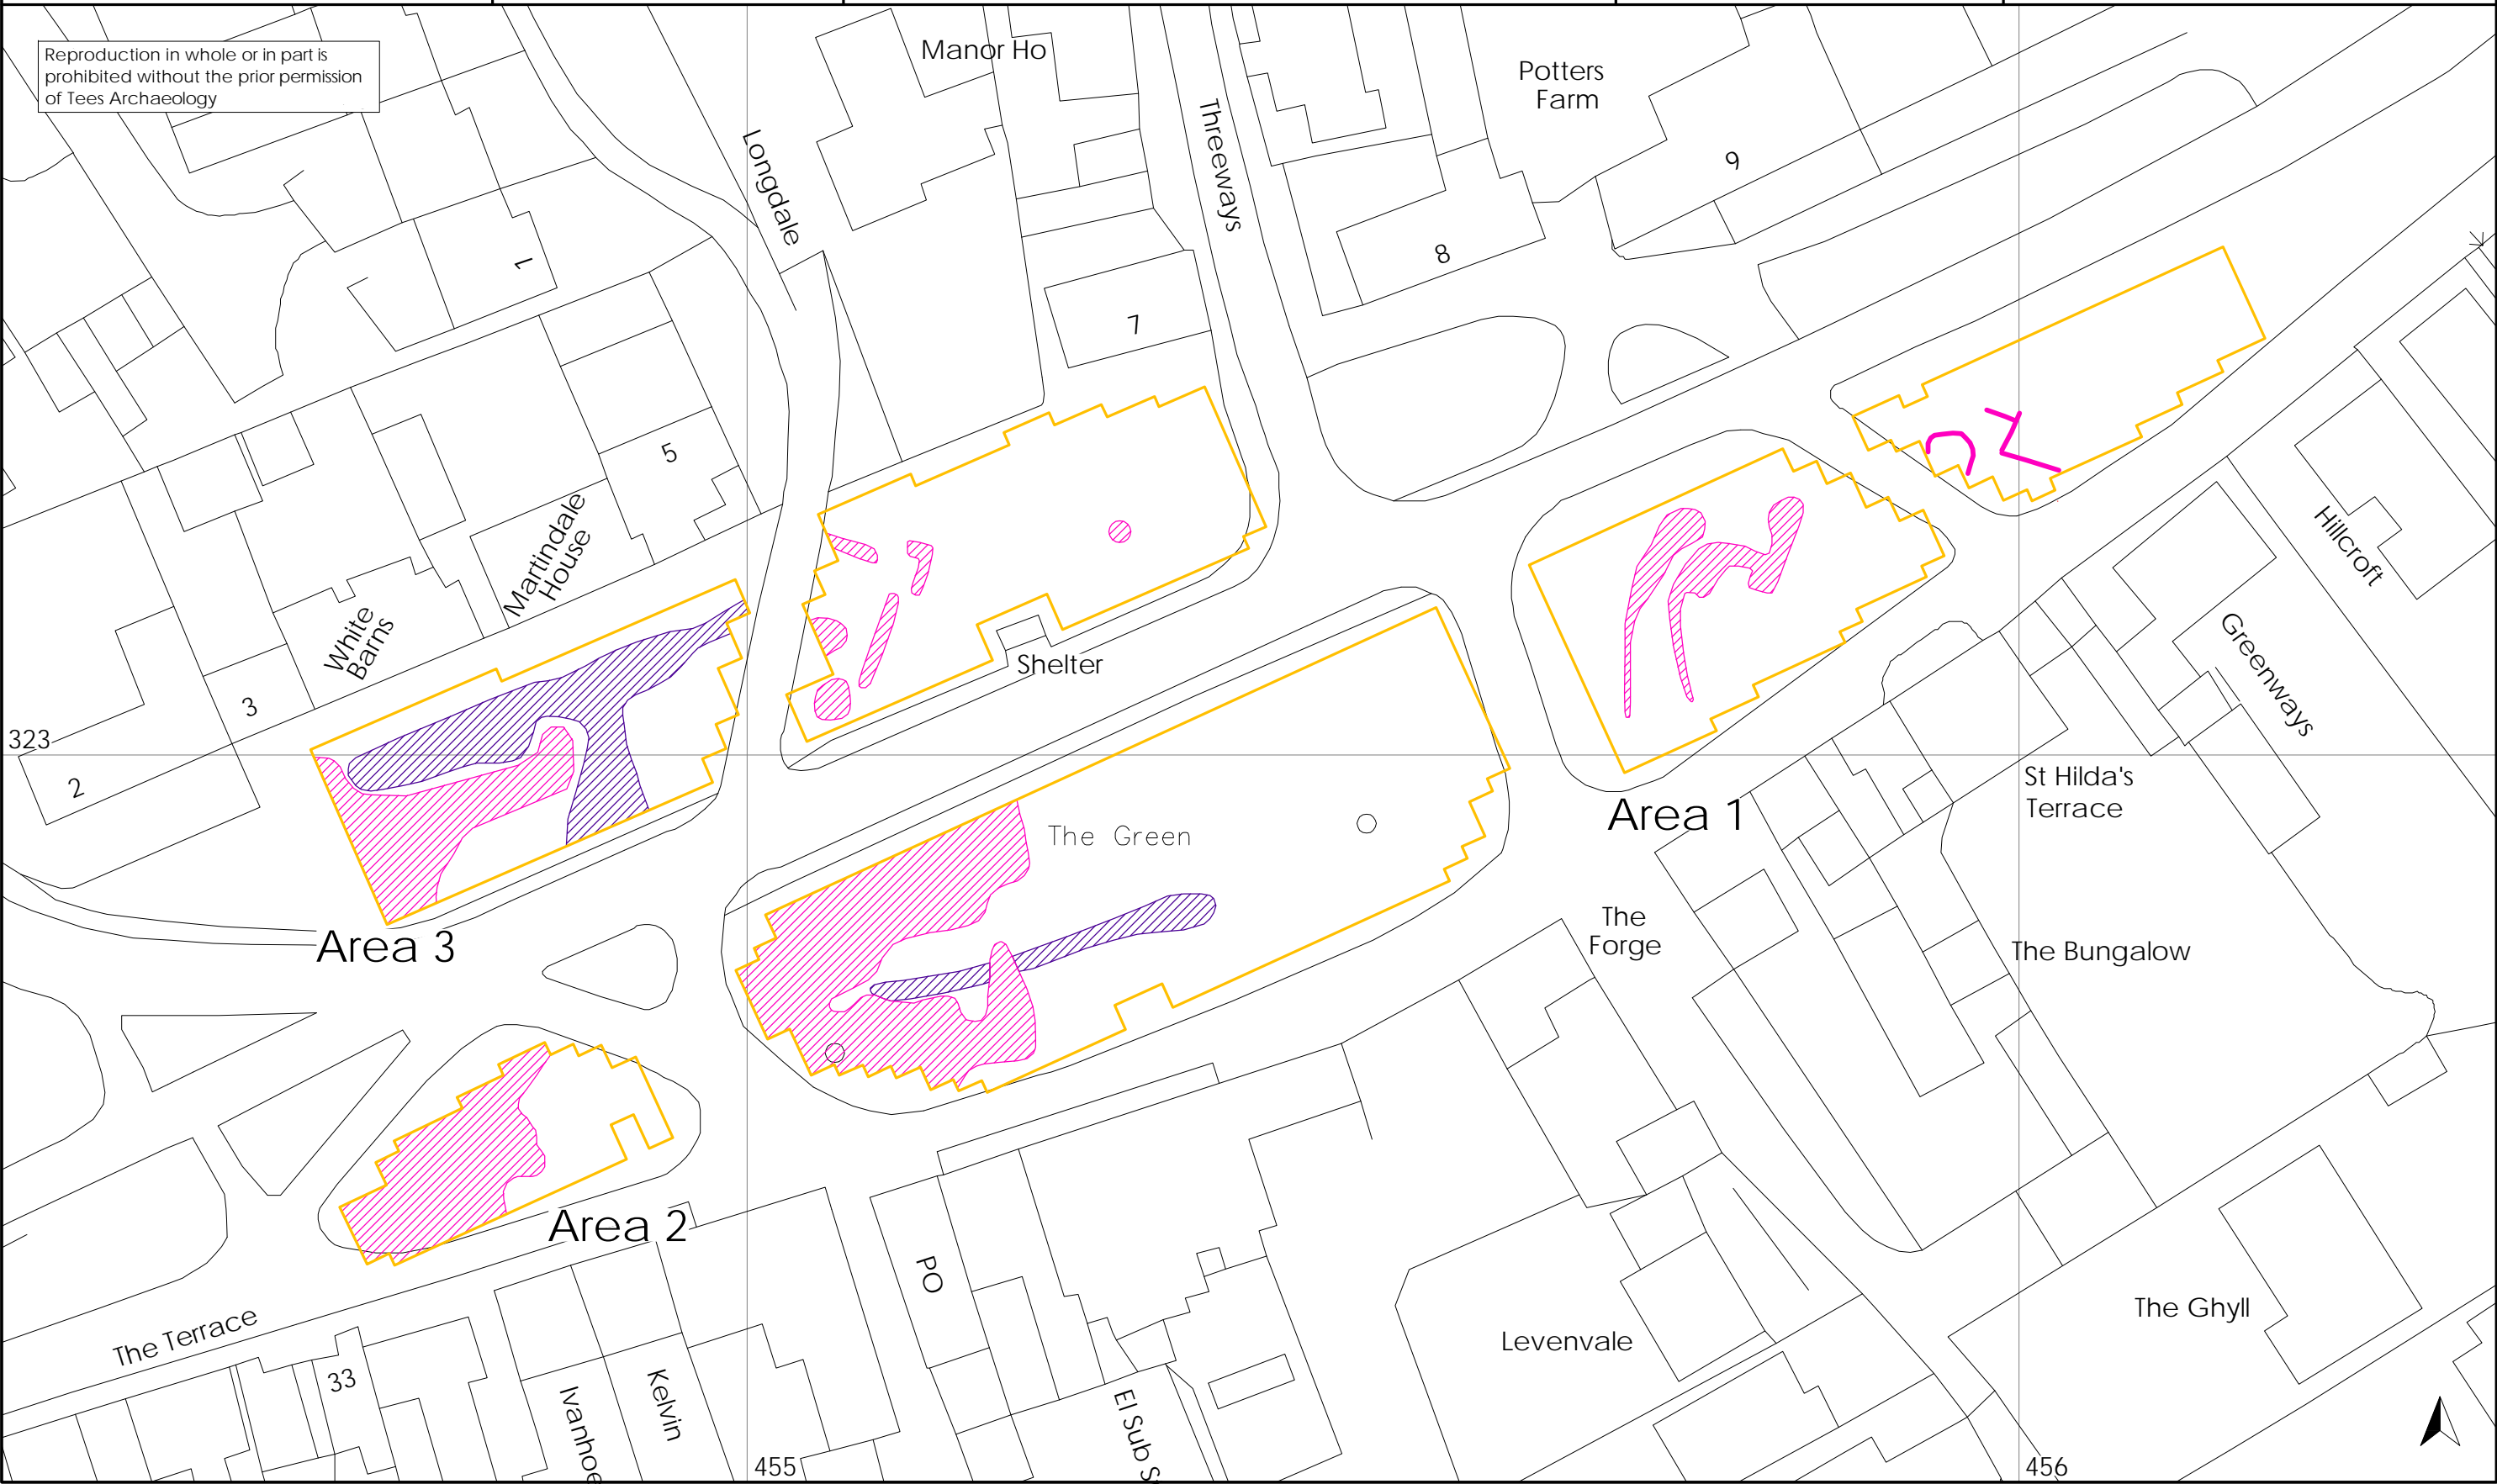 Reproduction in whole or in part is
prohibited without the prior permission
of Tees Archaeology
Manor Ho
Potters
Farm
Longdale
Threeways
9
1
8
7
5
Martindale
House
White
Barns
Hillcroft
Greenways
3
Shelter
323
2
St Hilda's
Terrace
Area 1
The Green
The
Forge
Area 3
The Bungalow
Area 2
PO
The Terrace
The Ghyll
Levenvale
33
Kelvin
Ivanhoe
El Sub S
455
456